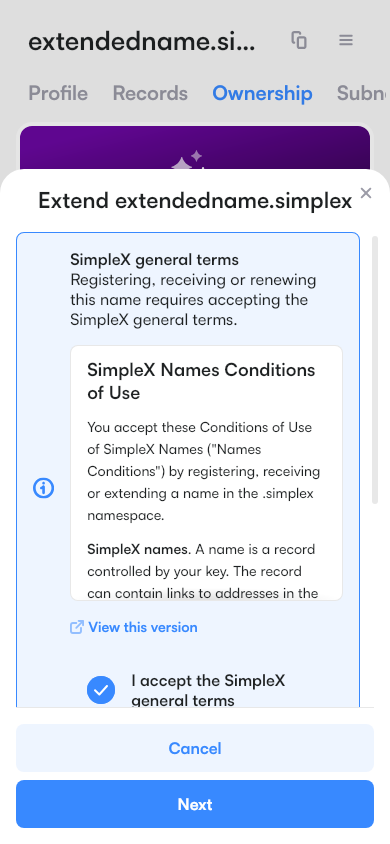 extendedname.si...
Profile Records Ownership Subn
Extend extendedname.simplex
SimpleX general terms
Registering, receiving or renewing
this name requires accepting the
SimpleX general terms.
SimpleX Names Conditions
of Use
You accept these Conditions of Use
of SimpleX Names ("Names
Conditions") by registering, receiving
or extending a name in the .simplex
namespace.
SimpleX names. A name is a record
controlled by your key. The record
can contain links to addresses in the
View this version
I accept the SimpleX
general terms
Cancel
Next